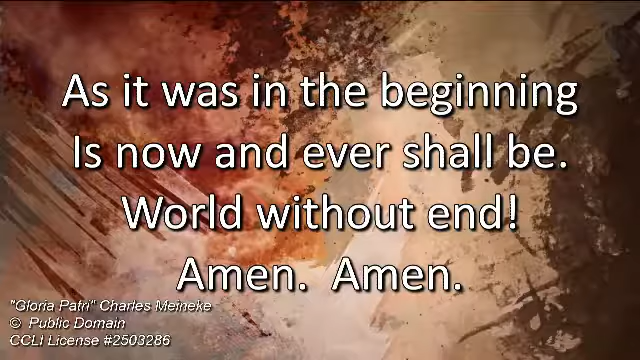 As it was in the beginning
Is now and ever shall be.
World without end!
Amen.  Amen.
"Gloria Patri" Charles Meineke
©  Public Domain
CCLI License #2503286